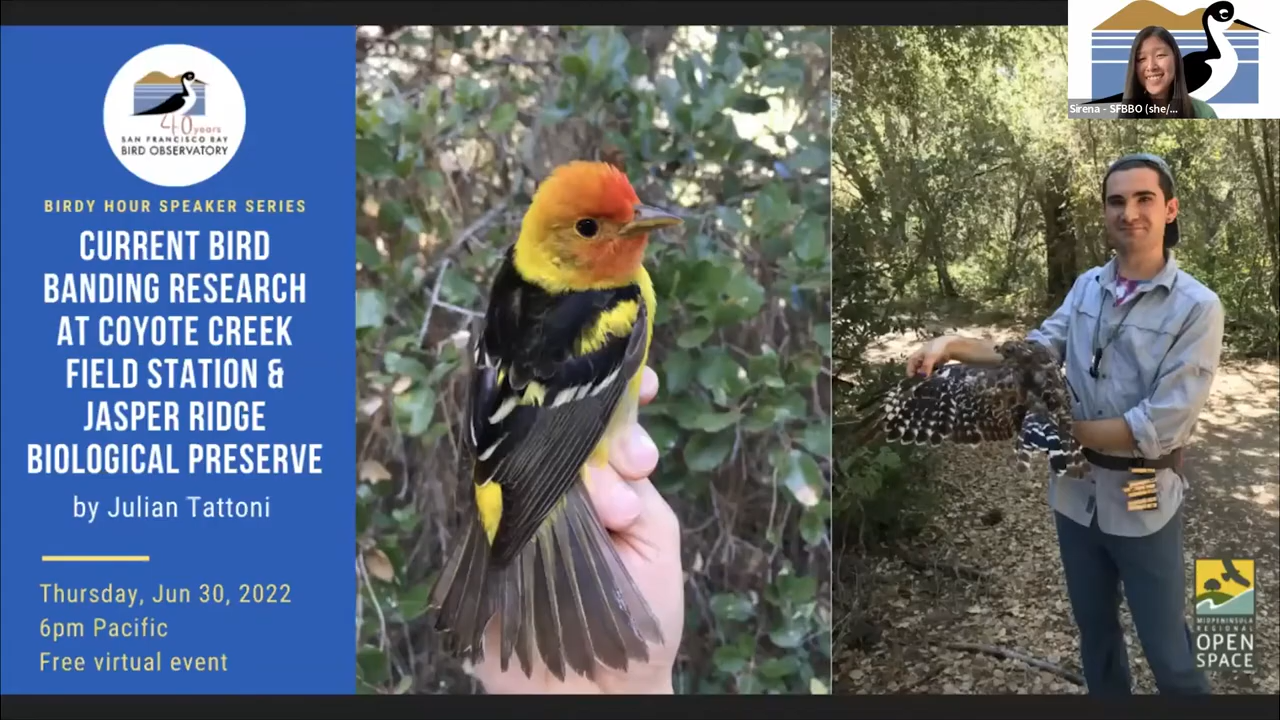 40 years
SAN FRANCISCO BAY
BIRD OBSERVATORY
BIRDY HOUR SPEAKER SERIES
CURRENT BIRD
BANDING RESEARCH
AT COYOTE CREEK
FIELD STATION &
JASPER RIDGE
BIOLOGICAL PRESERVE
by Julian Tattoni
Thursday, Jun 30, 2022
6pm Pacific
Free virtual event
Sirena - SFBBO (she/...
MIDPENINSULA
REGIONAL
OPEN
SPACE